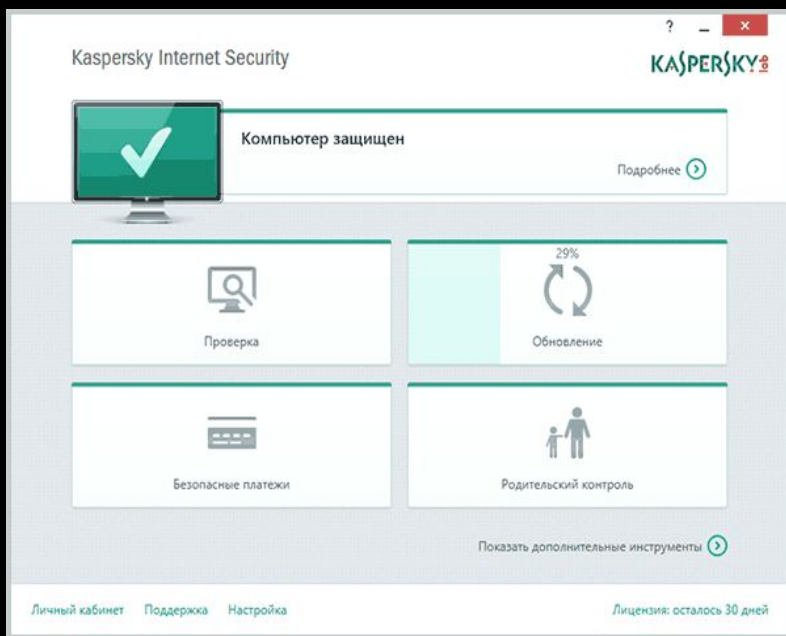 ?
Kaspersky Internet Security
KASPERSKY lab
Компьютер защищен
Подробнее
29%
Проверка
Обновление
Безопасные платежи
Родительский контроль
Показать дополнительные инструменты
Личный кабинет Поддержка Настройка Лицензия: осталось 30 дней